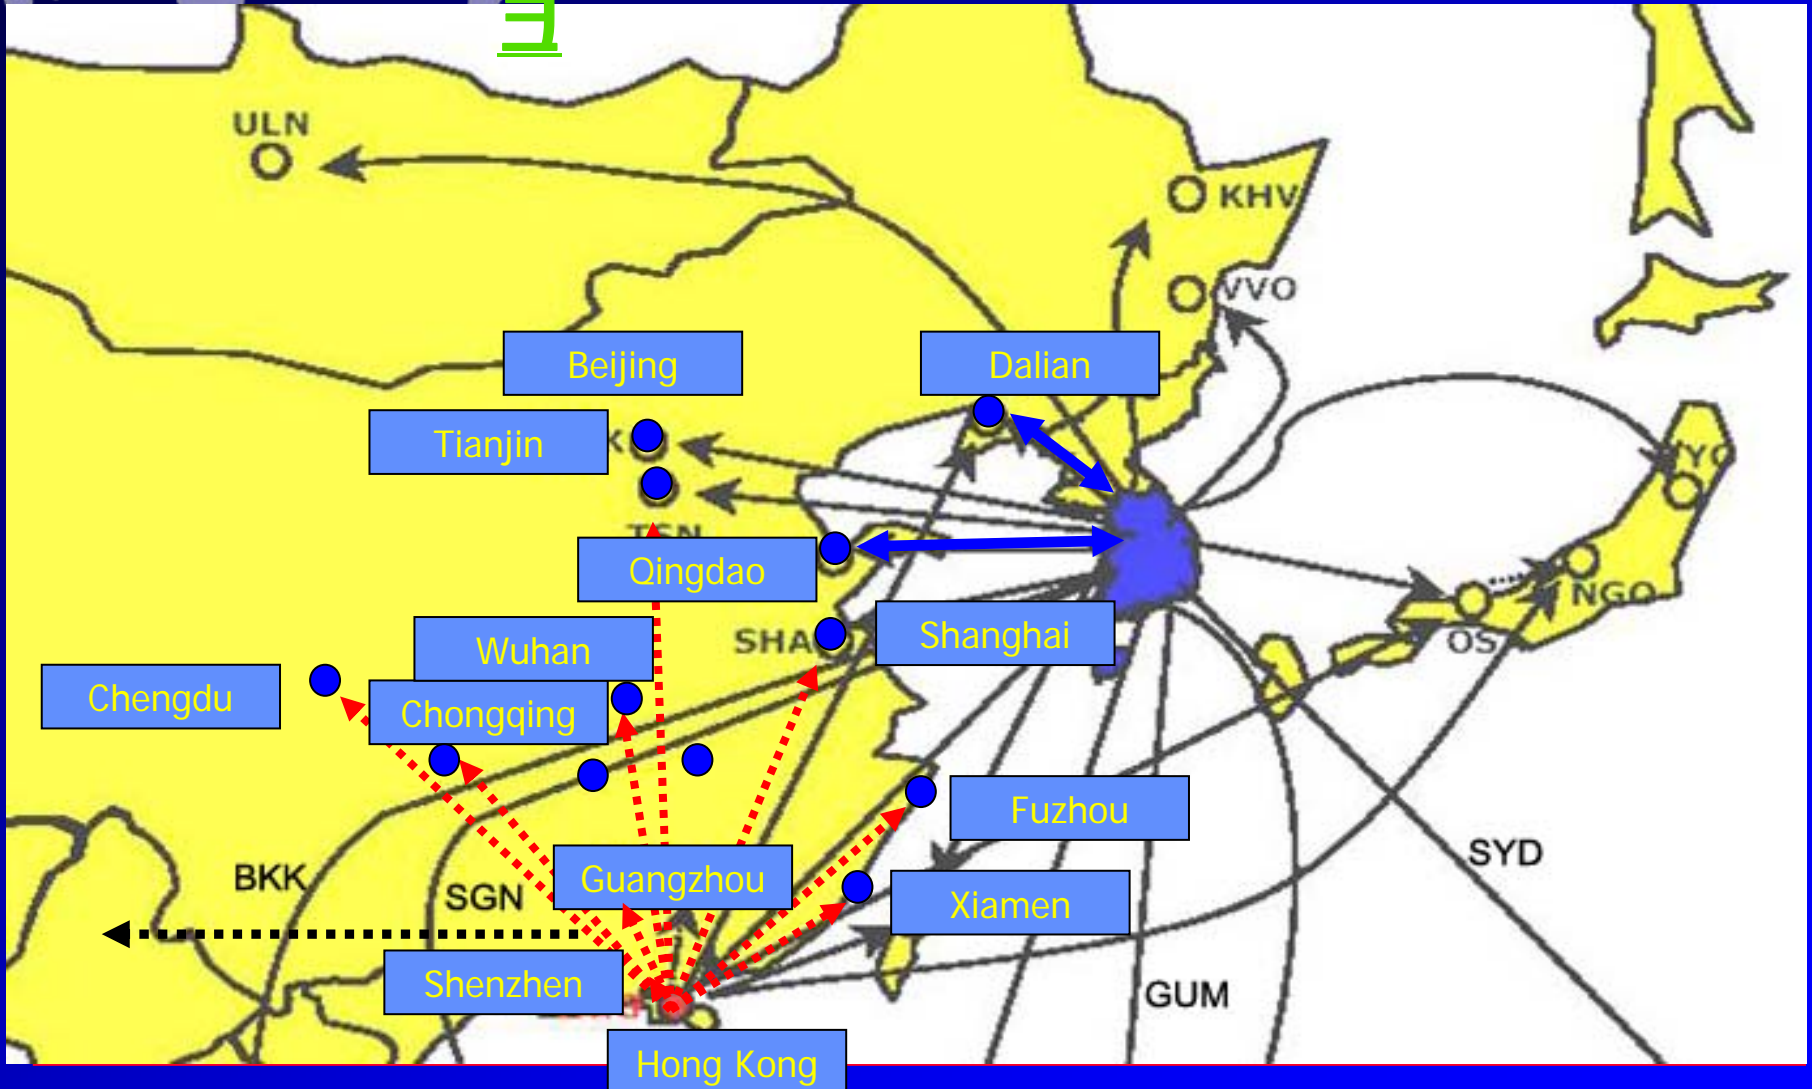 ULN
KHV
VVO
Beijing
Dalian
Tianjin
Qingdao
NGO
Wuhan
SHA
Shanghai
OS
Chengdu
Chongqing
Fuzhou
SYD
BKK
SGN
Guangzhou
Xiamen
Shenzhen
GUM
Hong Kong